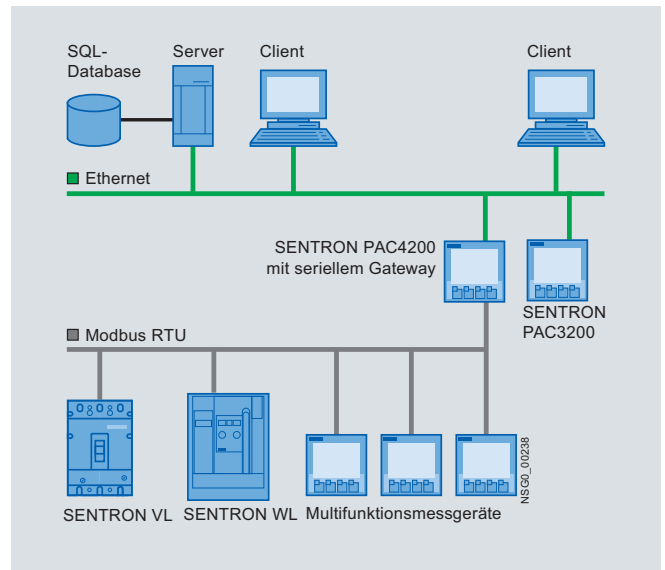 SQL-
Database
Server
Client
Client
Ethernet
SENTRON PAC4200
mit seriellem Gateway
SENTRON
PAC3200
Modbus RTU
SENTRON VL
SENTRON WL
Multifunktionsmessgeräte
NSG0_00238